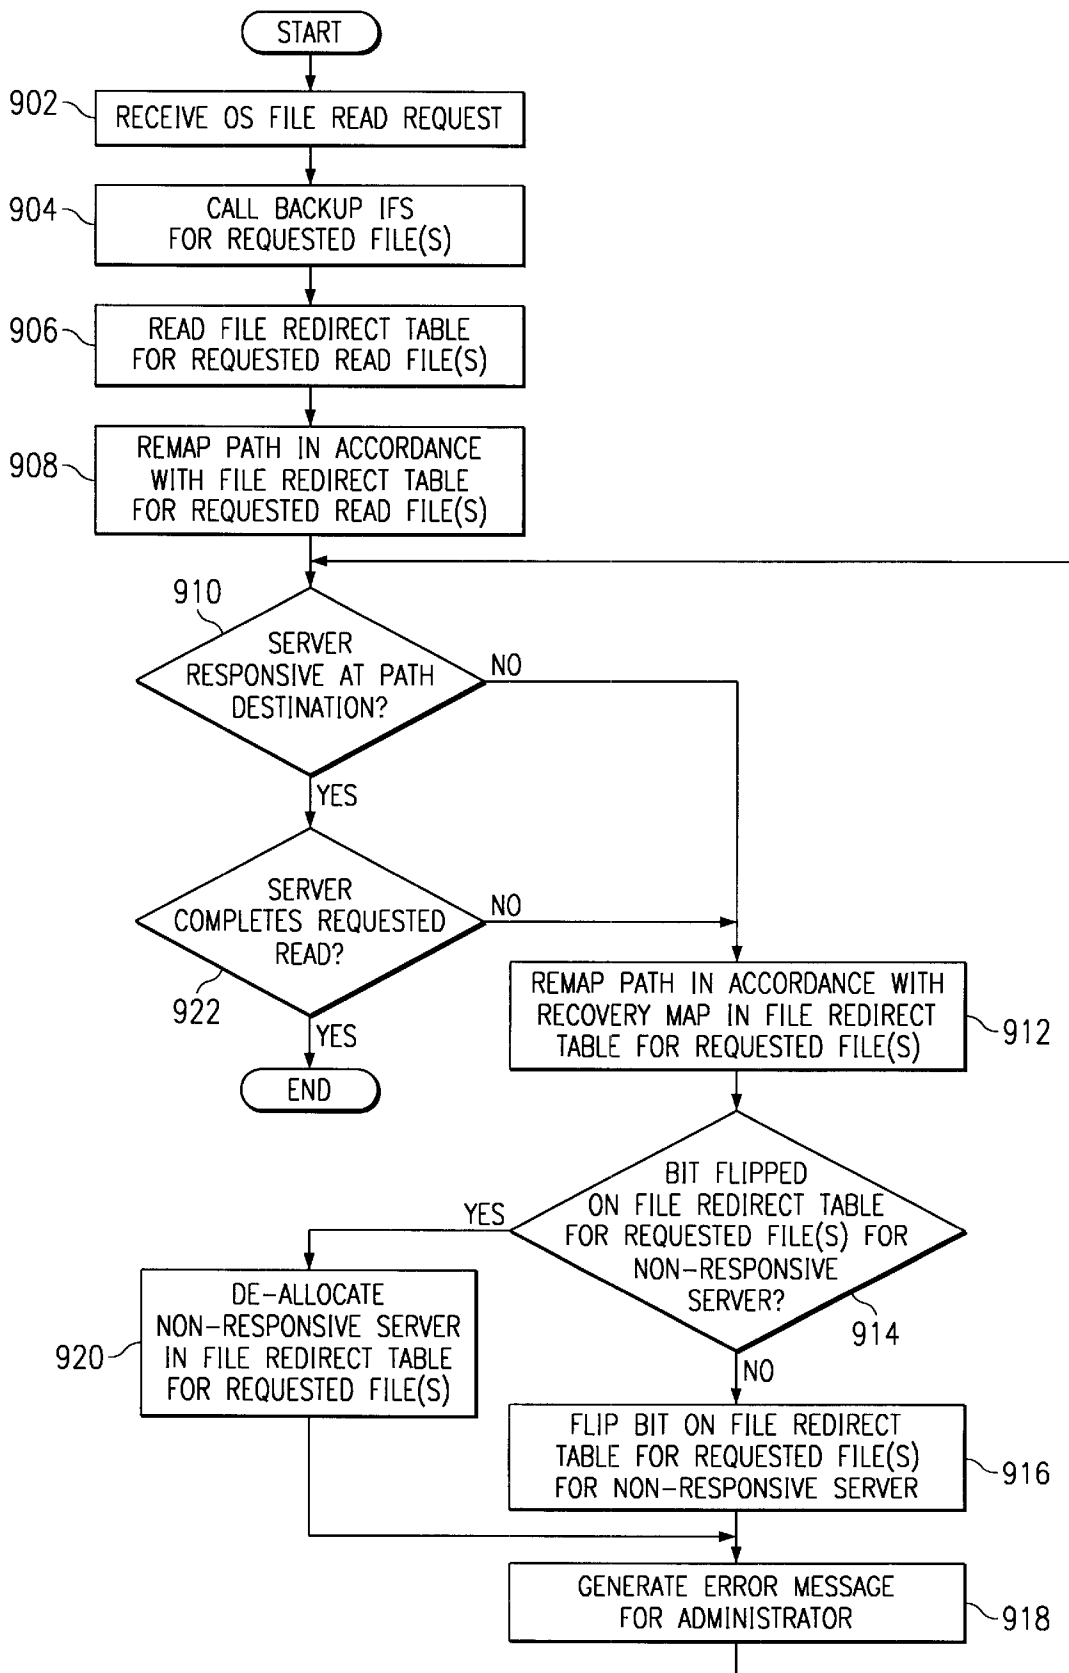 START
902
RECEIVE OS FILE READ REQUEST
904
CALL BACKUP IFS
FOR REQUESTED FILE(S)
906
READ FILE REDIRECT TABLE
FOR REQUESTED READ FILE(S)
908
REMAP PATH IN ACCORDANCE
WITH FILE REDIRECT TABLE
FOR REQUESTED READ FILE(S)
910
SERVER
RESPONSIVE AT PATH
DESTINATION?
NO
YES
SERVER
COMPLETES REQUESTED
READ?
NO
922
YES
END
REMAP PATH IN ACCORDANCE WITH
RECOVERY MAP IN FILE REDIRECT
TABLE FOR REQUESTED FILE(S)
912
BIT FLIPPED
ON FILE REDIRECT TABLE
FOR REQUESTED FILE(S) FOR
NON-RESPONSIVE
SERVER?
914
YES
NO
DE-ALLOCATE
NON-RESPONSIVE SERVER
IN FILE REDIRECT TABLE
FOR REQUESTED FILE(S)
920
FLIP BIT ON FILE REDIRECT
TABLE FOR REQUESTED FILE(S)
FOR NON-RESPONSIVE SERVER
916
GENERATE ERROR MESSAGE
FOR ADMINISTRATOR
918